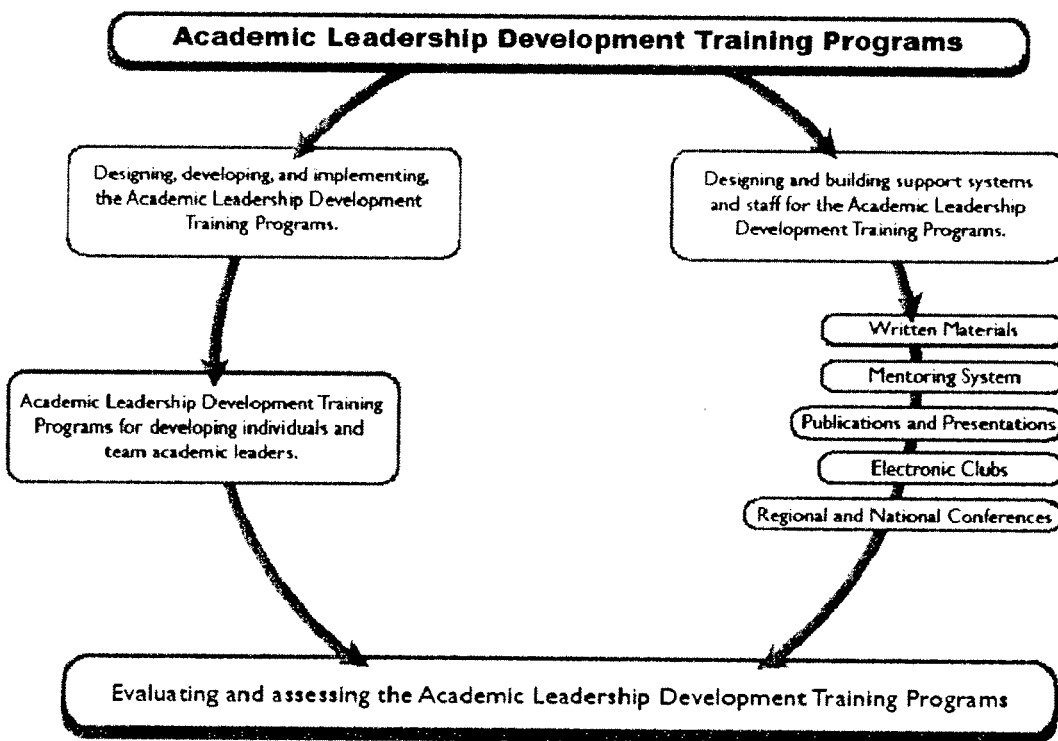 Academic Leadership Development Training Programs
Designing, developing, and implementing,
the Academic Leadership Development
Training Programs.
Academic Leadership Development Training
Programs for developing individuals and
team academic leaders.
Designing and building support systems
and staff for the Academic Leadership
Development Training Programs.
Written Materials
Mentoring System
Publications and Presentations
Electronic Clubs
Regional and National Conferences
Evaluating and assessing the Academic Leadership Development Training Programs